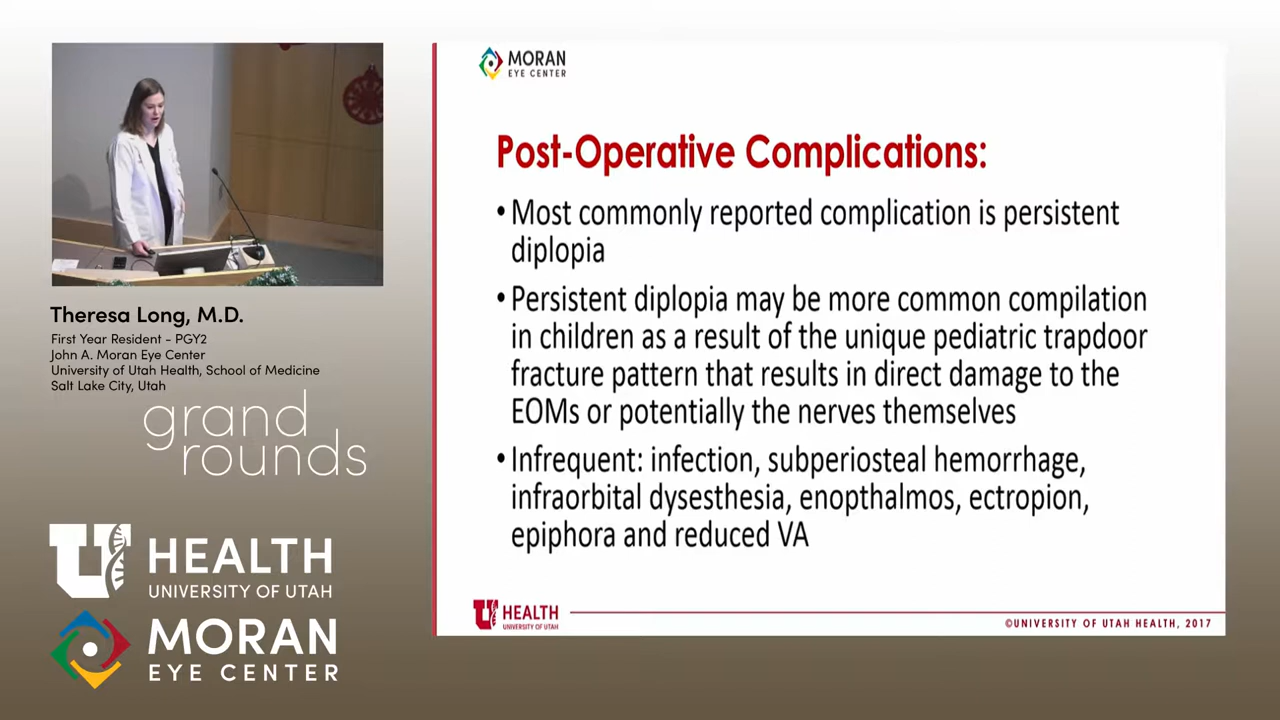 Theresa Long, M.D.
First Year Resident - PGY2
John A. Moran Eye Center
University of Utah Health, School of Medicine
Salt Lake City, Utah
grand
rounds
U HEALTH
UNIVERSITY OF UTAH
MORAN
EYE CENTER
MORAN
EYE CENTER
Post-Operative Complications:
• Most commonly reported complication is persistent
diplopia
• Persistent diplopia may be more common compilation
in children as a result of the unique pediatric trapdoor
fracture pattern that results in direct damage to the
EOMs or potentially the nerves themselves
• Infrequent: infection, subperiosteal hemorrhage,
infraorbital dysesthesia, enopthalmos, ectropion,
epiphora and reduced VA
U HEALTH
UNIVERSITY OF UTAH
©UNIVERSITY OF UTAH HEALTH, 2017